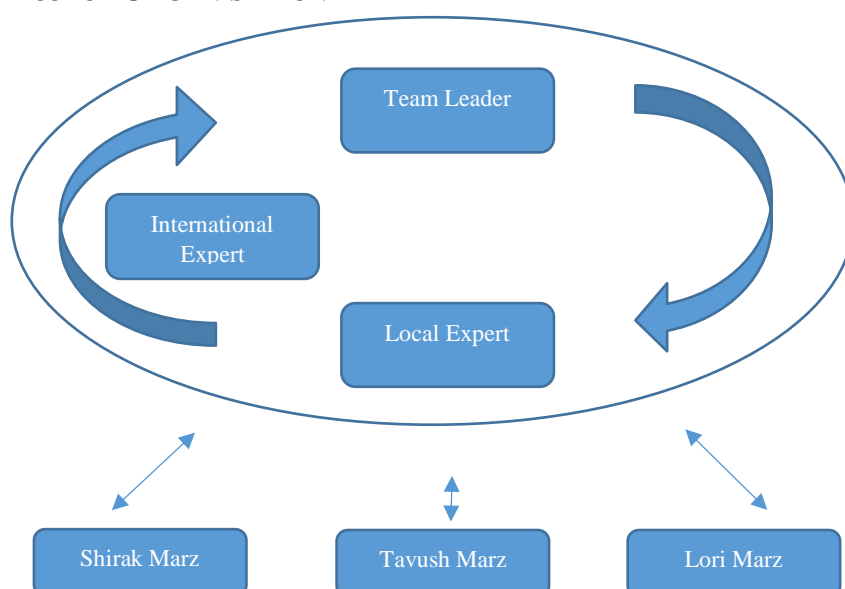 Team Leader
International
Expert
Local Expert
Shirak Marz
Tavush Marz
Lori Marz